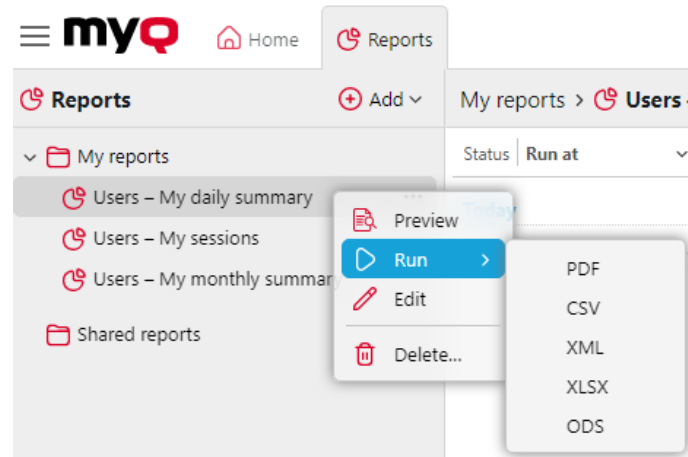 myQ Home Reports
Reports Add My reports > Users
My reports Status Run at
Users – My daily summary
Today
Users – My sessions
Users – My monthly summary
Shared reports
Preview
Run
Edit
Delete...
PDF
CSV
XML
XLSX
ODS